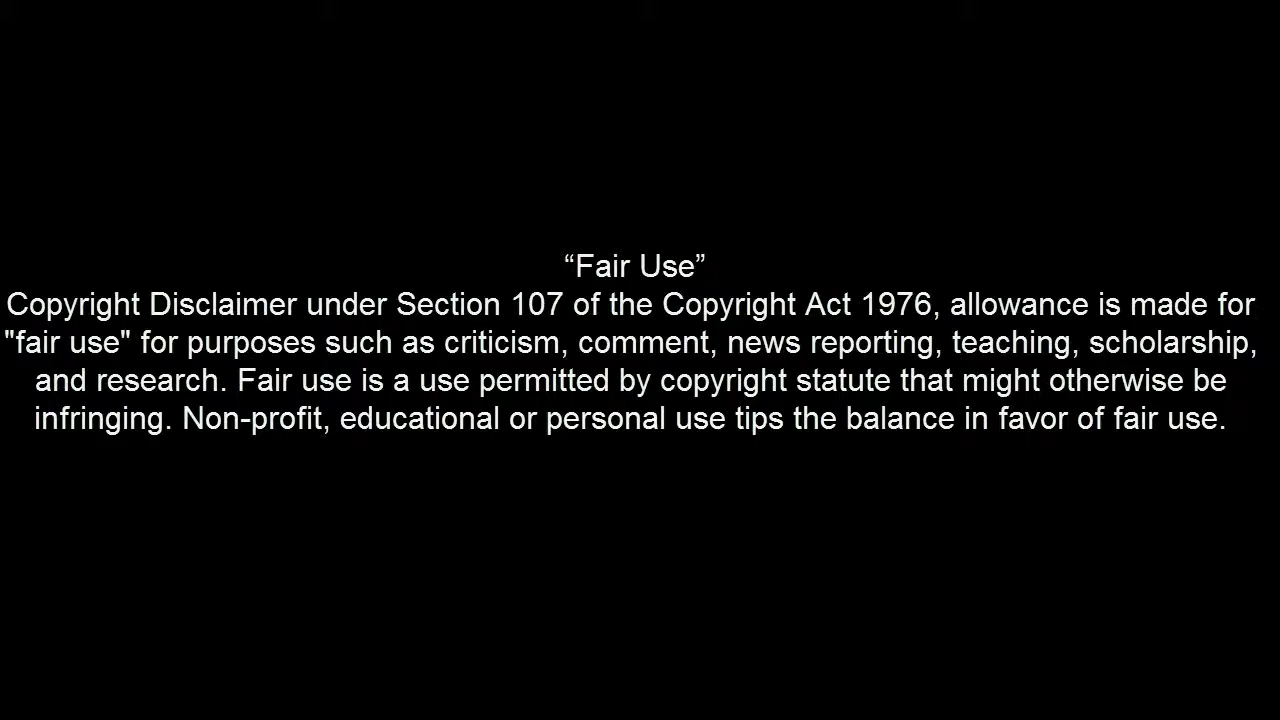 “Fair Use”
Copyright Disclaimer under Section 107 of the Copyright Act 1976, allowance is made for
"fair use" for purposes such as criticism, comment, news reporting, teaching, scholarship,
and research. Fair use is a use permitted by copyright statute that might otherwise be
infringing. Non-profit, educational or personal use tips the balance in favor of fair use.